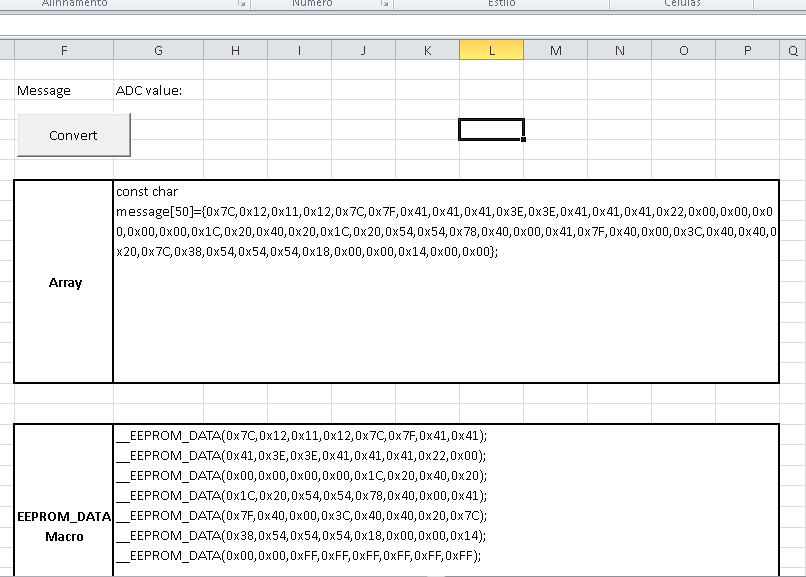 Alinhamento Número Estilo Células
F G H I J K L M N O P Q
Message ADC value:
Convert
const char
message[50]={0x7C,0x12,0x11,0x12,0x7C,0x7F,0x41,0x41,0x41,0x3E,0x3E,0x41,0x41,0x41,0x22,0x00,0x00,0x0
0,0x00,0x00,0x1C,0x20,0x40,0x20,0x1C,0x20,0x54,0x54,0x78,0x40,0x00,0x41,0x7F,0x40,0x00,0x3C,0x40,0x40,0
x20,0x7C,0x38,0x54,0x54,0x54,0x18,0x00,0x00,0x14,0x00,0x00};
Array
__EEPROM_DATA(0x7C,0x12,0x11,0x12,0x7C,0x7F,0x41,0x41);
__EEPROM_DATA(0x41,0x3E,0x3E,0x41,0x41,0x41,0x22,0x00);
__EEPROM_DATA(0x00,0x00,0x00,0x00,0x1C,0x20,0x40,0x20);
__EEPROM_DATA(0x1C,0x20,0x54,0x54,0x78,0x40,0x00,0x41);
__EEPROM_DATA(0x7F,0x40,0x00,0x3C,0x40,0x40,0x20,0x7C);
__EEPROM_DATA(0x38,0x54,0x54,0x54,0x18,0x00,0x00,0x14);
__EEPROM_DATA(0x00,0x00,0xFF,0xFF,0xFF,0xFF,0xFF,0xFF);
EEPROM_DATA
Macro